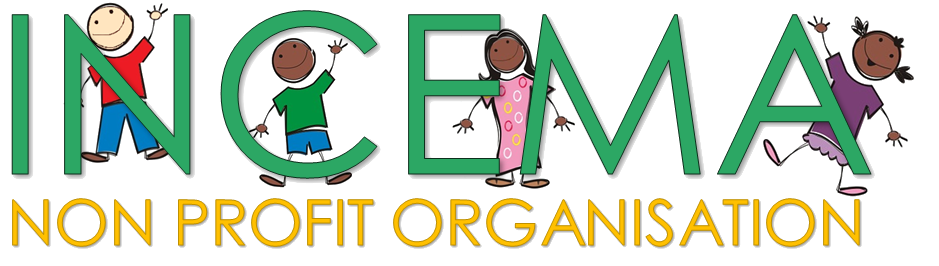 INCEMA
NON PROFIT ORGANISATION